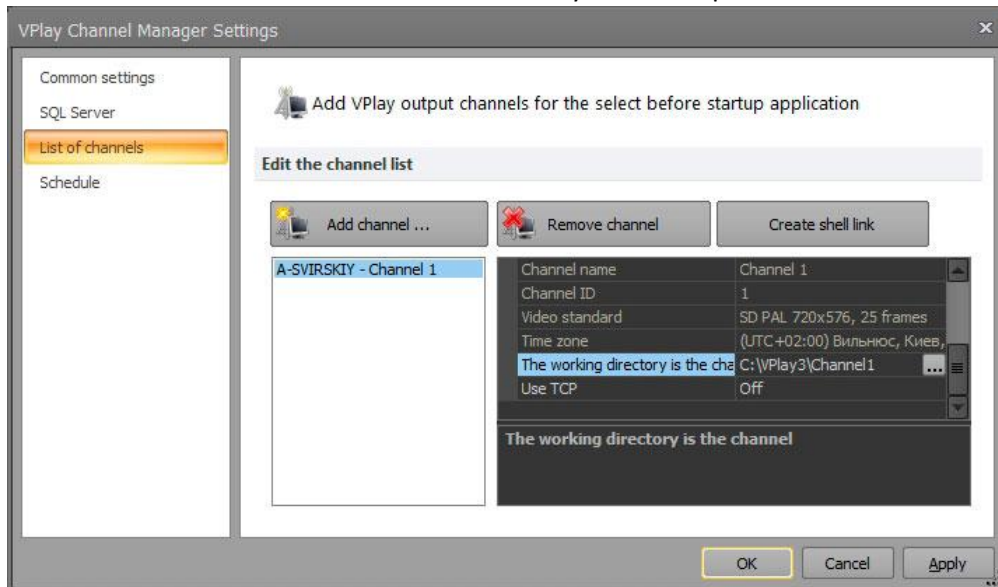 VPlay Channel Manager Settings
Common settings
SQL Server
List of channels
Schedule
Add VPlay output channels for the select before startup application
Edit the channel list
Add channel ...
Remove channel
Create shell link
A-SVIRSKIY - Channel 1
Channel name Channel 1
Channel ID 1
Video standard SD PAL 720x576, 25 frames
Time zone (UTC+02:00) Вильнюс, Киев,
The working directory is the cha C:\VPlay3\Channel1 ...
Use TCP Off
The working directory is the channel
OK
Cancel
Apply